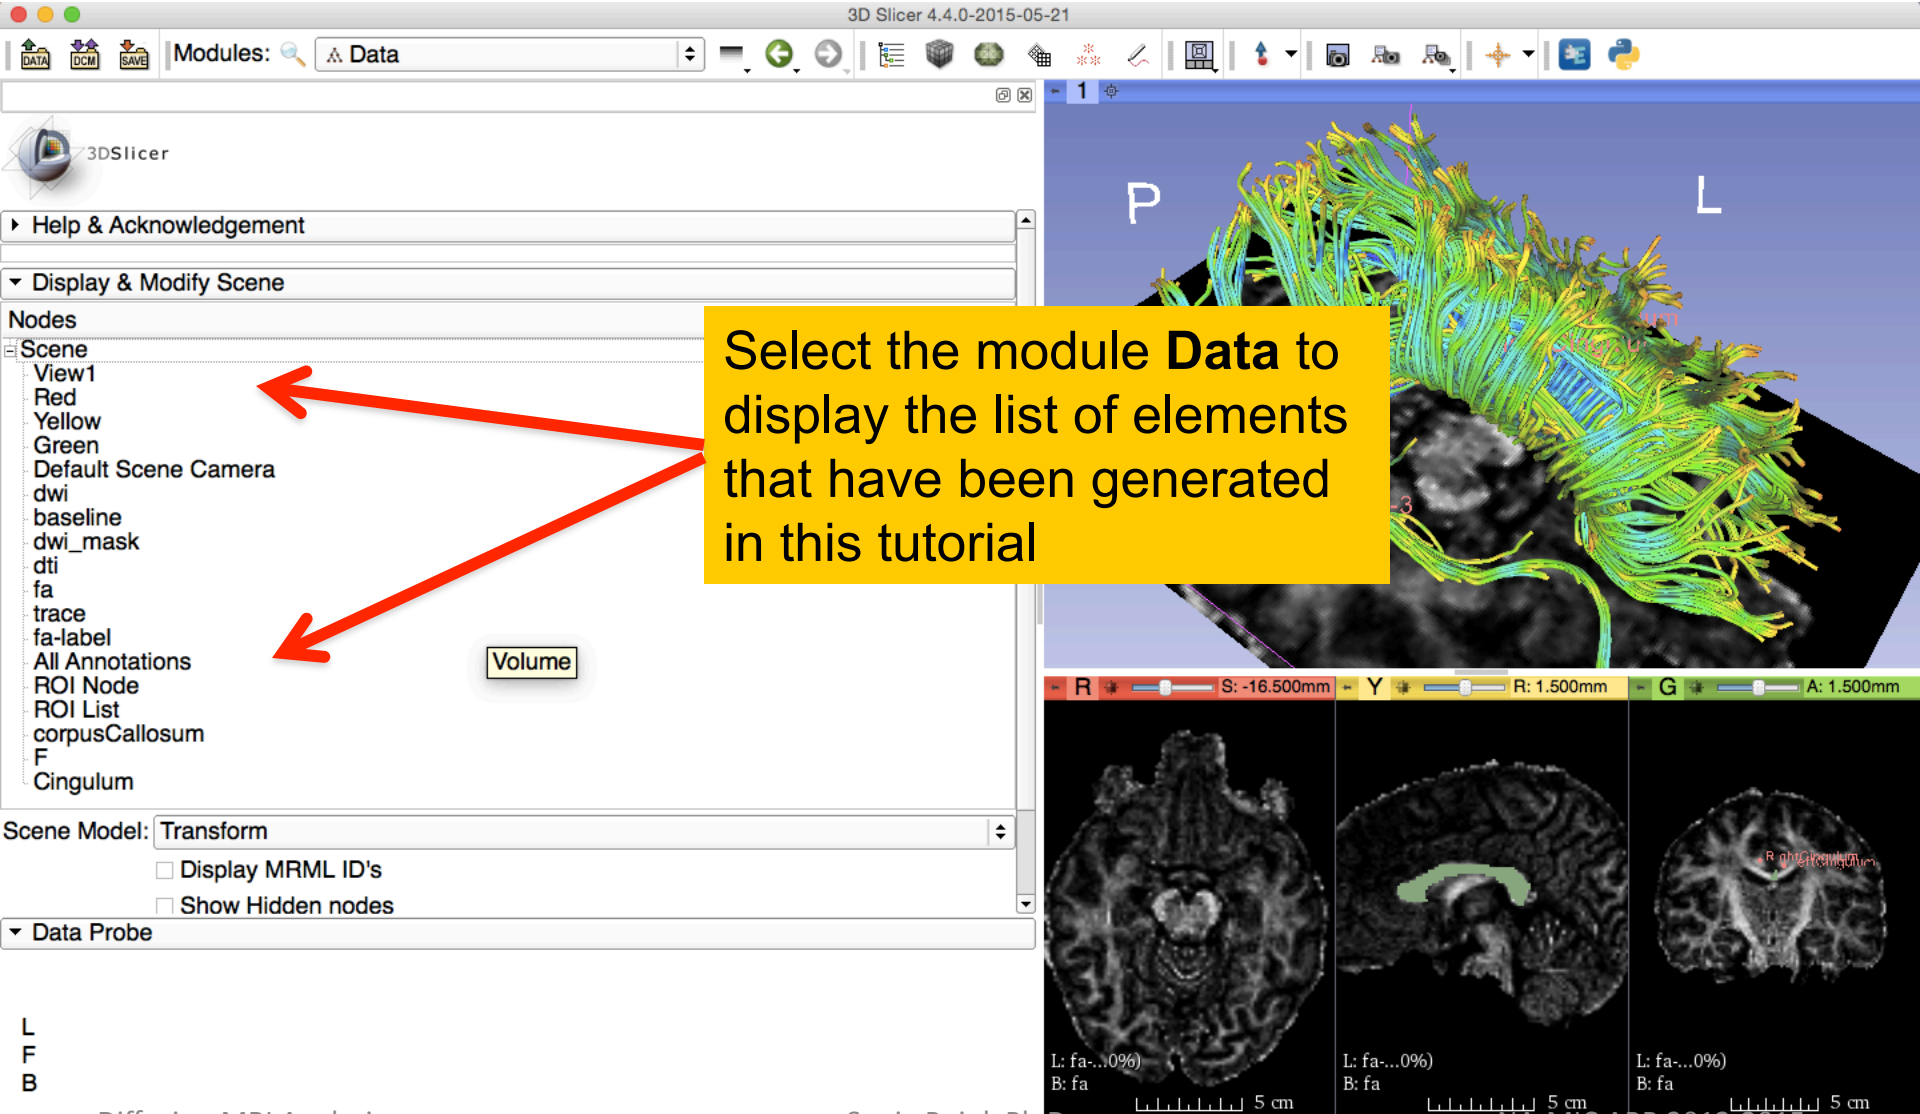 3D Slicer 4.4.0-2015-05-21
DATA
DCM
SAVE
Modules:
Data
3DSlicer
Help & Acknowledgement
Display & Modify Scene
Nodes
Scene
View1
Red
Yellow
Green
Default Scene Camera
dwi
baseline
dwi_mask
dti
fa
trace
fa-label
All Annotations
ROI Node
ROI List
corpusCallosum
F
Cingulum
Volume
Select the module Data to
display the list of elements
that have been generated
in this tutorial
Scene Model:
Transform
Display MRML ID's
Show Hidden nodes
Data Probe
L
F
B
1
P
L
-3
R
S: -16.500mm
Y
R: 1.500mm
G
A: 1.500mm
L: fa-...0%)
B: fa
5 cm
L: fa-...0%)
B: fa
5 cm
L: fa-...0%)
B: fa
5 cm